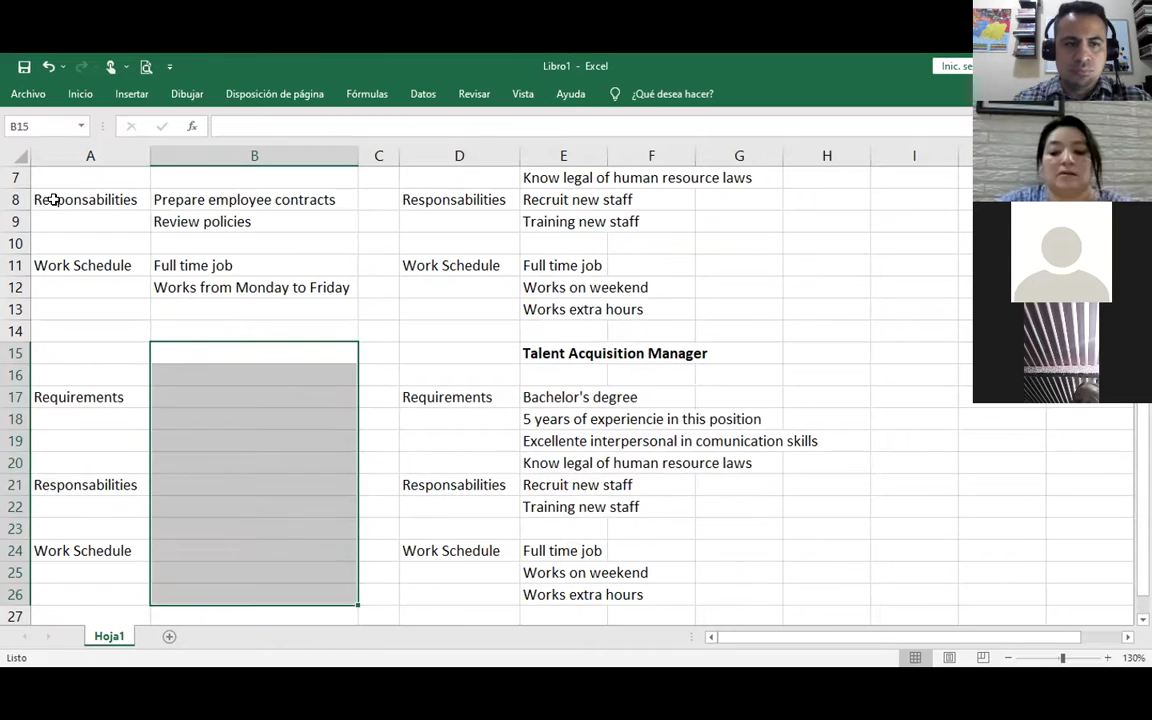 Libro1 - Excel
Inic. se
Archivo Inicio Insertar Dibujar Disposición de página Fórmulas Datos Revisar Vista Ayuda ¿Qué desea hacer?
B15 fx
A B C D E F G H I
7 Know legal of human resource laws
8 Responsabilities Prepare employee contracts Responsabilities Recruit new staff
9 Review policies Training new staff
10
11 Work Schedule Full time job Work Schedule Full time job
12 Works from Monday to Friday Works on weekend
13 Works extra hours
14
15 Talent Acquisition Manager
16
17 Requirements Requirements Bachelor's degree
18 5 years of experiencie in this position
19 Excellente interpersonal in comunication skills
20 Know legal of human resource laws
21 Responsabilities Responsabilities Recruit new staff
22 Training new staff
23
24 Work Schedule Work Schedule Full time job
25 Works on weekend
26 Works extra hours
27
Hoja1
Listo 130%